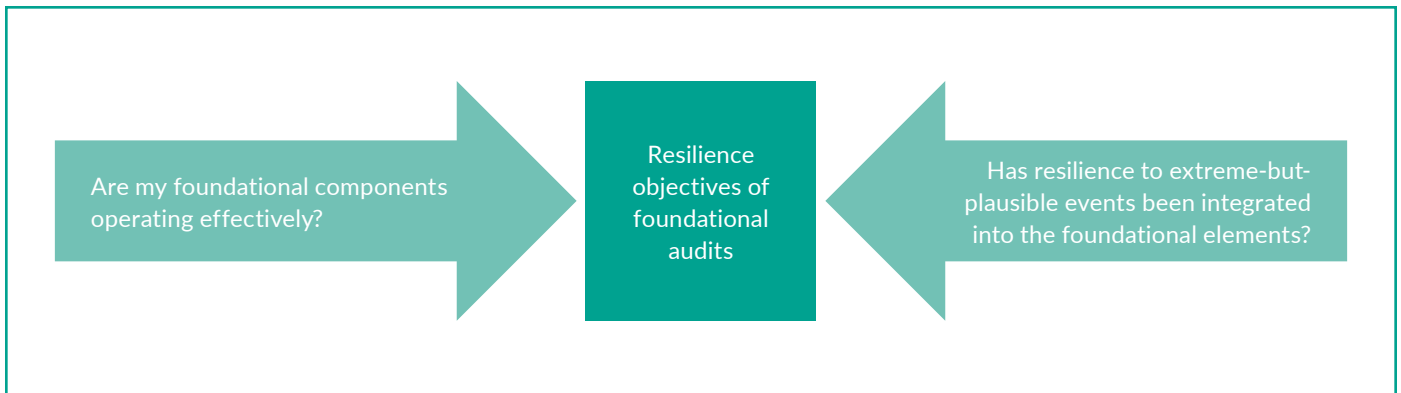 Are my foundational components
operating effectively?
Resilience
objectives of
foundational
audits
Has resilience to extreme-but-
plausible events been integrated
into the foundational elements?